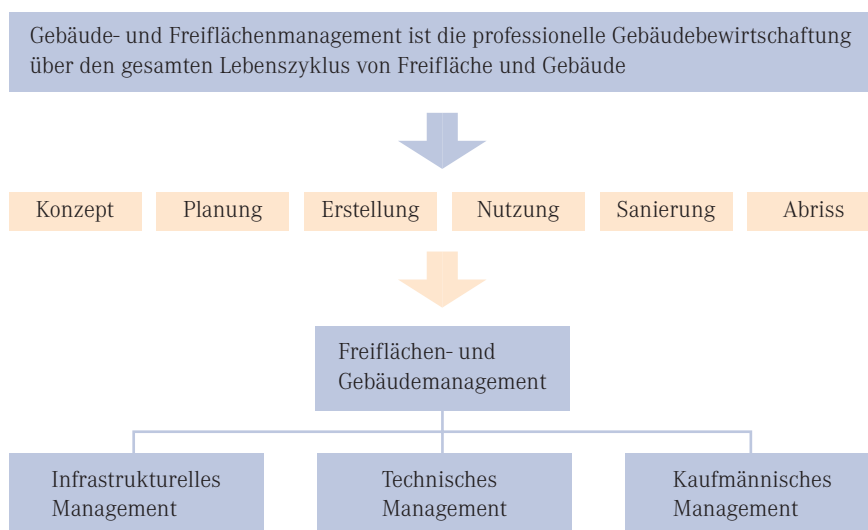 Gebäude- und Freiflächenmanagement ist die professionelle Gebäudebewirtschaftung
über den gesamten Lebenszyklus von Freifläche und Gebäude
Konzept
Planung
Erstellung
Nutzung
Sanierung
Abriss
Freiflächen- und
Gebäudemanagement
Infrastrukturelles
Management
Technisches
Management
Kaufmännisches
Management